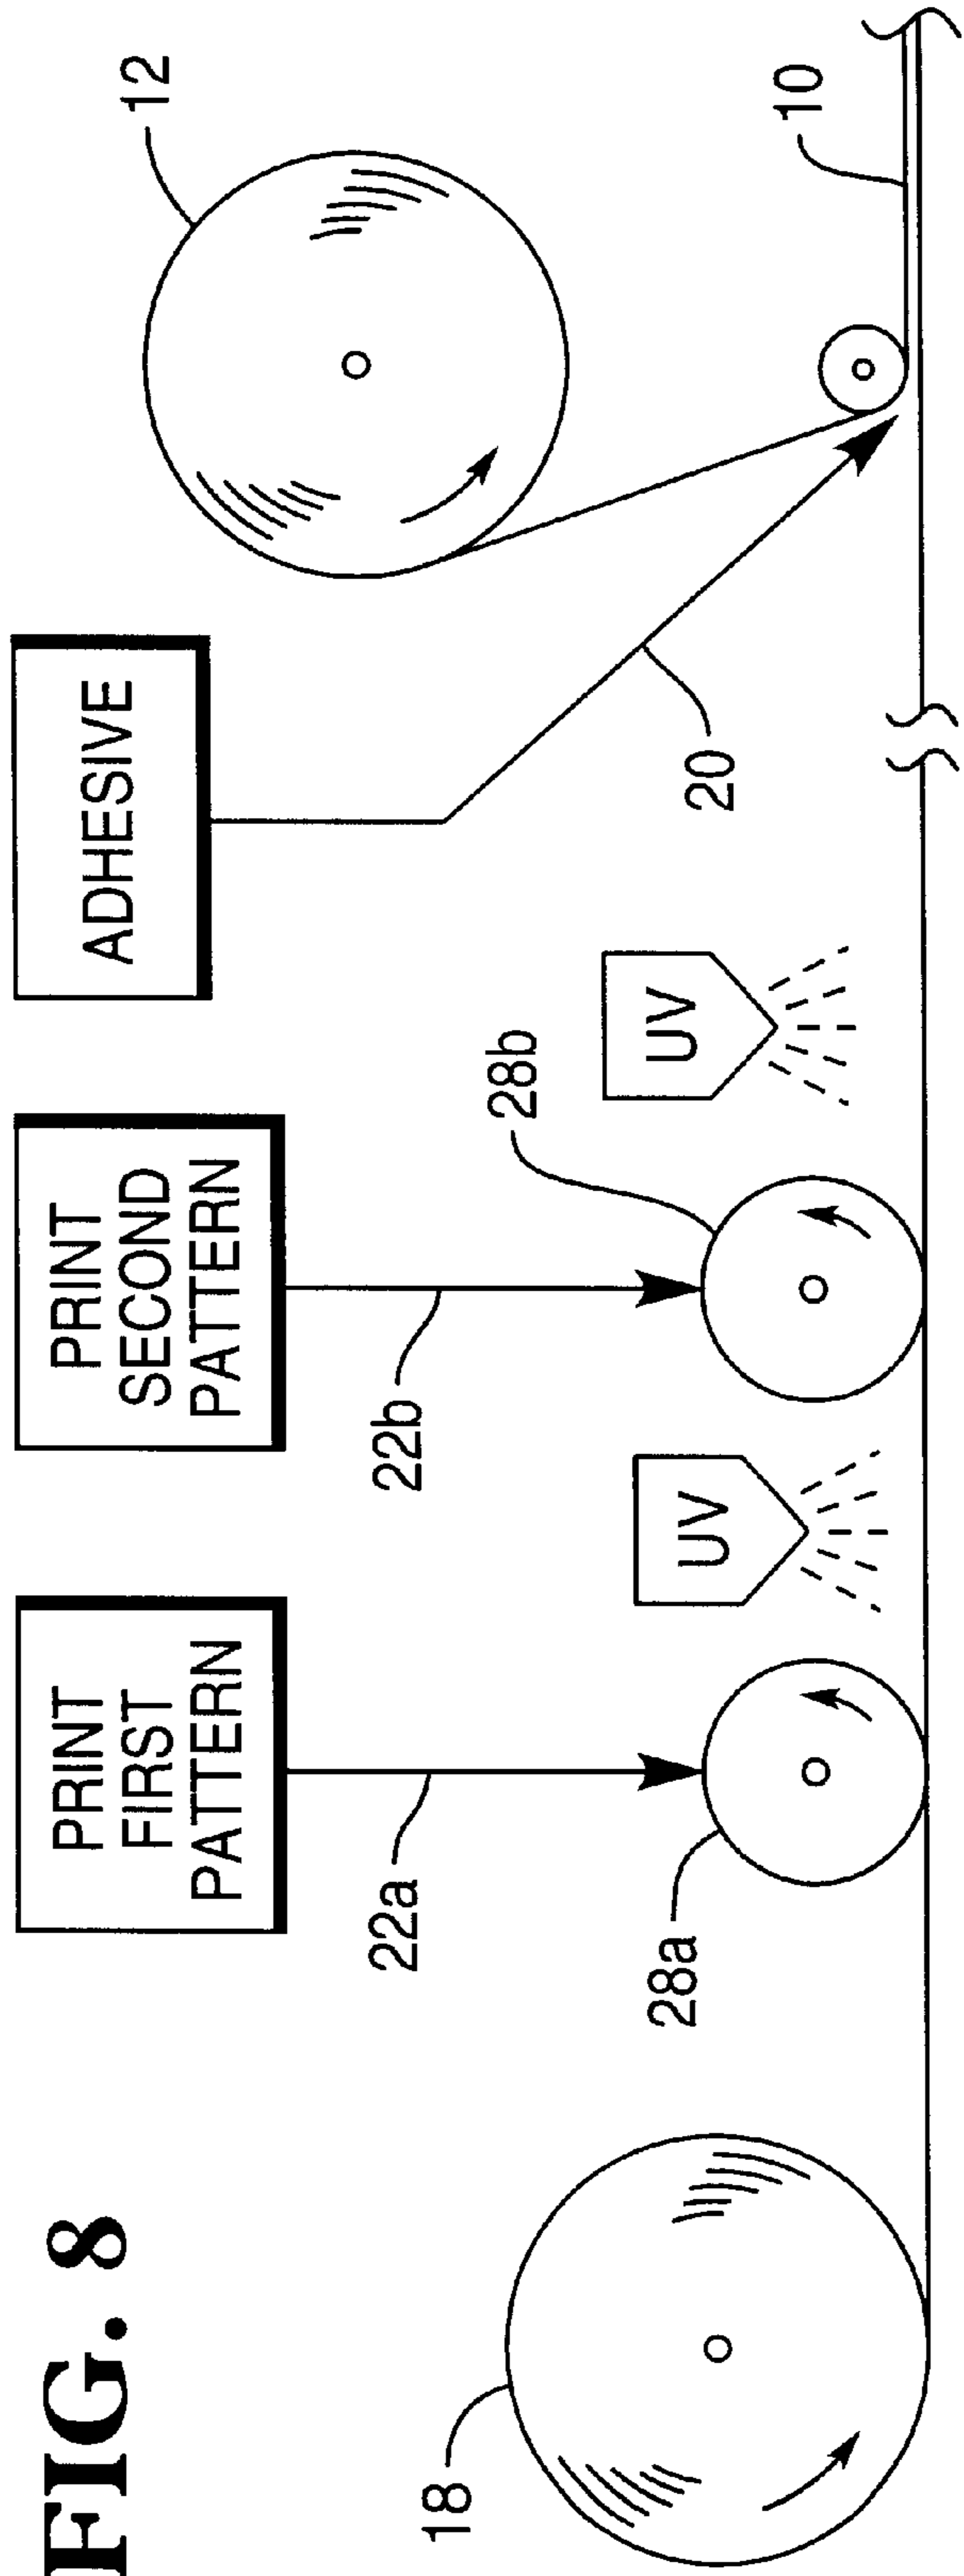 FIG. 8
18
PRINT
FIRST
PATTERN
22a
28a
UV
PRINT
SECOND
PATTERN
22b
28b
UV
ADHESIVE
20
12
10